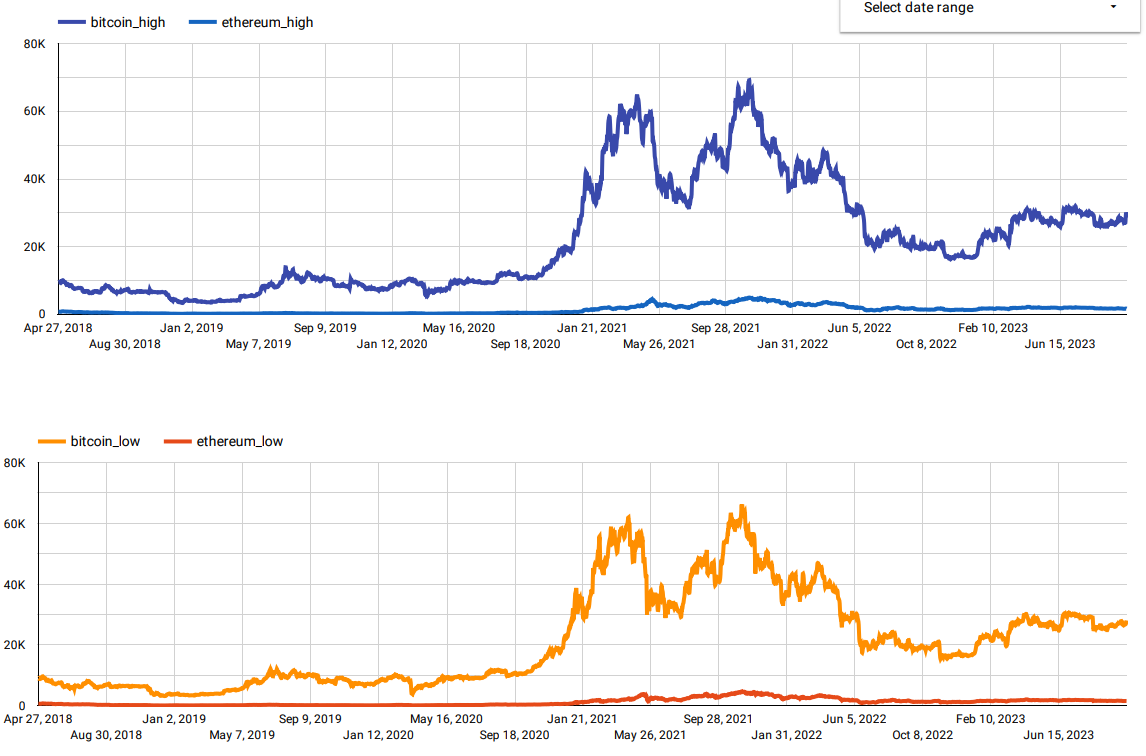 Select date range
bitcoin_high ethereum_high
80K
60K
40K
20K
0
Apr 27, 2018 Jan 2, 2019 Sep 9, 2019 May 16, 2020 Jan 21, 2021 Sep 28, 2021 Jun 5, 2022 Feb 10, 2023
Aug 30, 2018 May 7, 2019 Jan 12, 2020 Sep 18, 2020 May 26, 2021 Jan 31, 2022 Oct 8, 2022 Jun 15, 2023
bitcoin_low ethereum_low
80K
60K
40K
20K
0
Apr 27, 2018 Jan 2, 2019 Sep 9, 2019 May 16, 2020 Jan 21, 2021 Sep 28, 2021 Jun 5, 2022 Feb 10, 2023
Aug 30, 2018 May 7, 2019 Jan 12, 2020 Sep 18, 2020 May 26, 2021 Jan 31, 2022 Oct 8, 2022 Jun 15, 2023